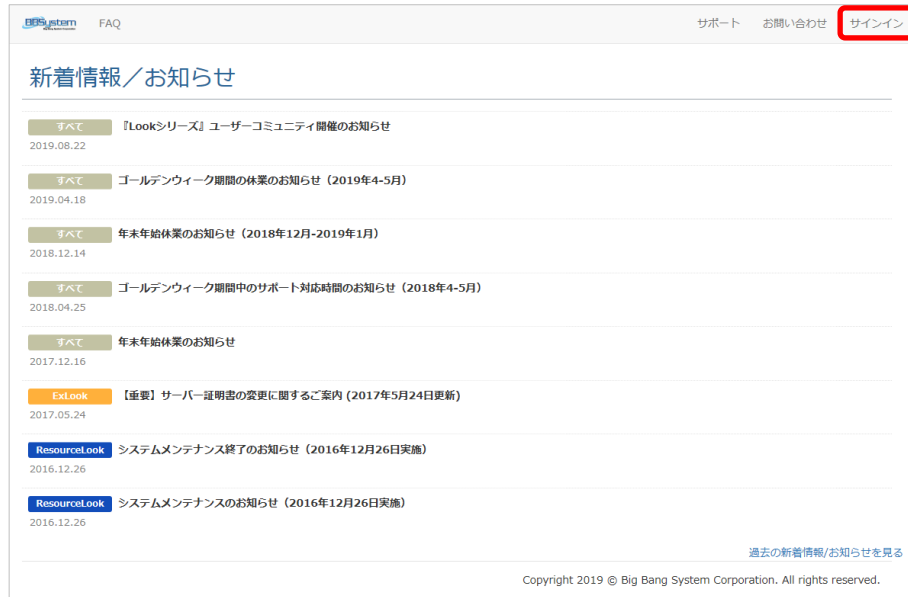 BBSystem FAQ サポート お問い合わせ サインイン
新着情報／お知らせ
すべて 『Lookシリーズ』ユーザーコミュニティ開催のお知らせ
2019.08.22
すべて ゴールデンウィーク期間の休業のお知らせ（2019年4-5月）
2019.04.18
すべて 年末年始休業のお知らせ（2018年12月-2019年1月）
2018.12.14
すべて ゴールデンウィーク期間中のサポート対応時間のお知らせ（2018年4-5月）
2018.04.25
すべて 年末年始休業のお知らせ
2017.12.16
ExLook 【重要】サーバー証明書の変更に関するご案内 (2017年5月24日更新)
2017.05.24
ResourceLook システムメンテナンス終了のお知らせ（2016年12月26日実施）
2016.12.26
ResourceLook システムメンテナンスのお知らせ（2016年12月26日実施）
2016.12.26
過去の新着情報/お知らせを見る
Copyright 2019 © Big Bang System Corporation. All rights reserved.